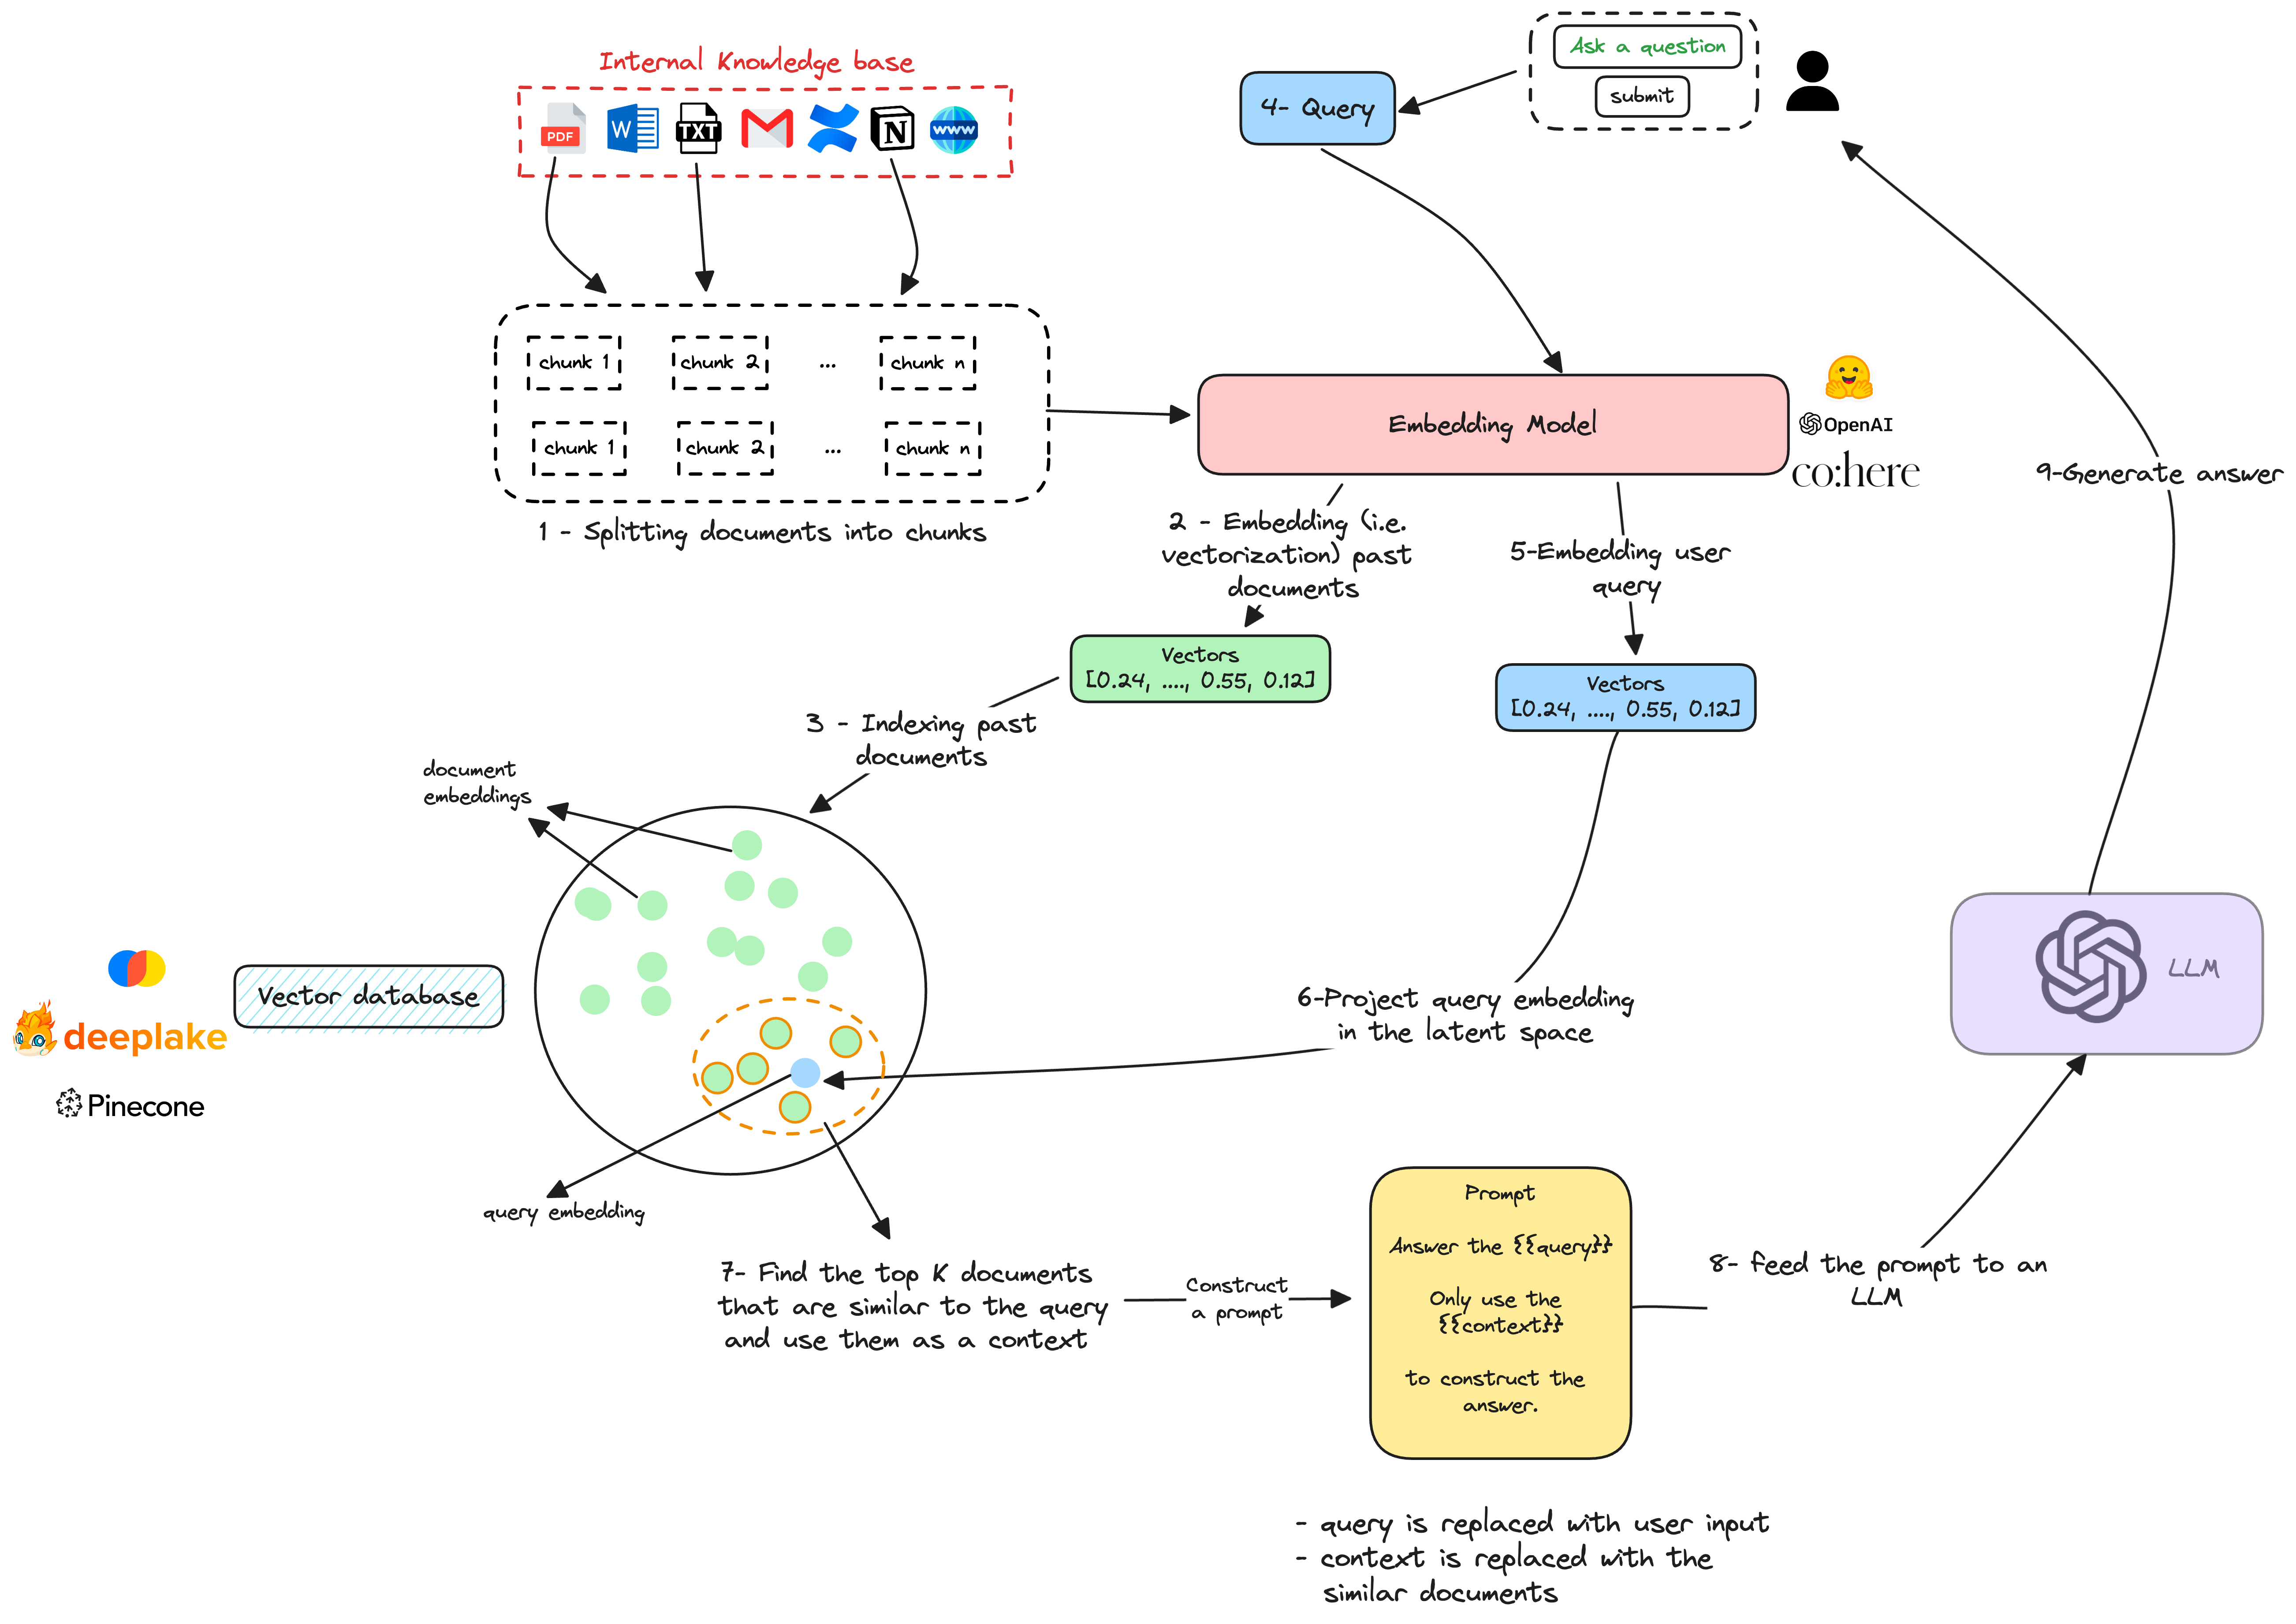 Internal Knowledge base
PDF
W
TXT
N
www
chunk 1
chunk 2
...
chunk n
chunk 1
chunk 2
...
chunk n
1 - Splitting documents into chunks
Ask a question
submit
4- Query
Embedding Model
OpenAI
co:here
2 - Embedding (i.e.
vectorization) past
documents
5-Embedding user
query
Vectors
[0.24, ...., 0.55, 0.12]
Vectors
[0.24, ...., 0.55, 0.12]
3 - Indexing past
documents
document
embeddings
Vector database
deeplake
Pinecone
query embedding
6-Project query embedding
in the latent space
7- Find the top K documents
that are similar to the query
and use them as a context
Construct
a prompt
Prompt
Answer the {{query}}
Only use the
{{context}}
to construct the
answer.
- query is replaced with user input
- context is replaced with the
similar documents
8- feed the prompt to an
LLM
LLM
9-Generate answer